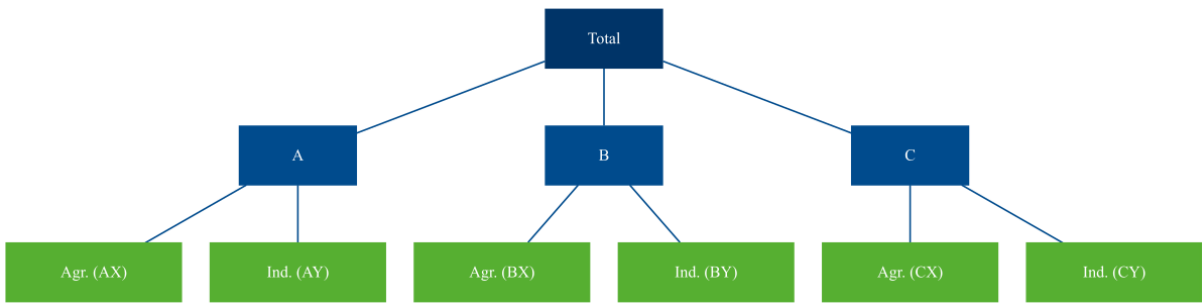 Total
A
B
C
Agr. (AX)
Ind. (AY)
Agr. (BX)
Ind. (BY)
Agr. (CX)
Ind. (CY)